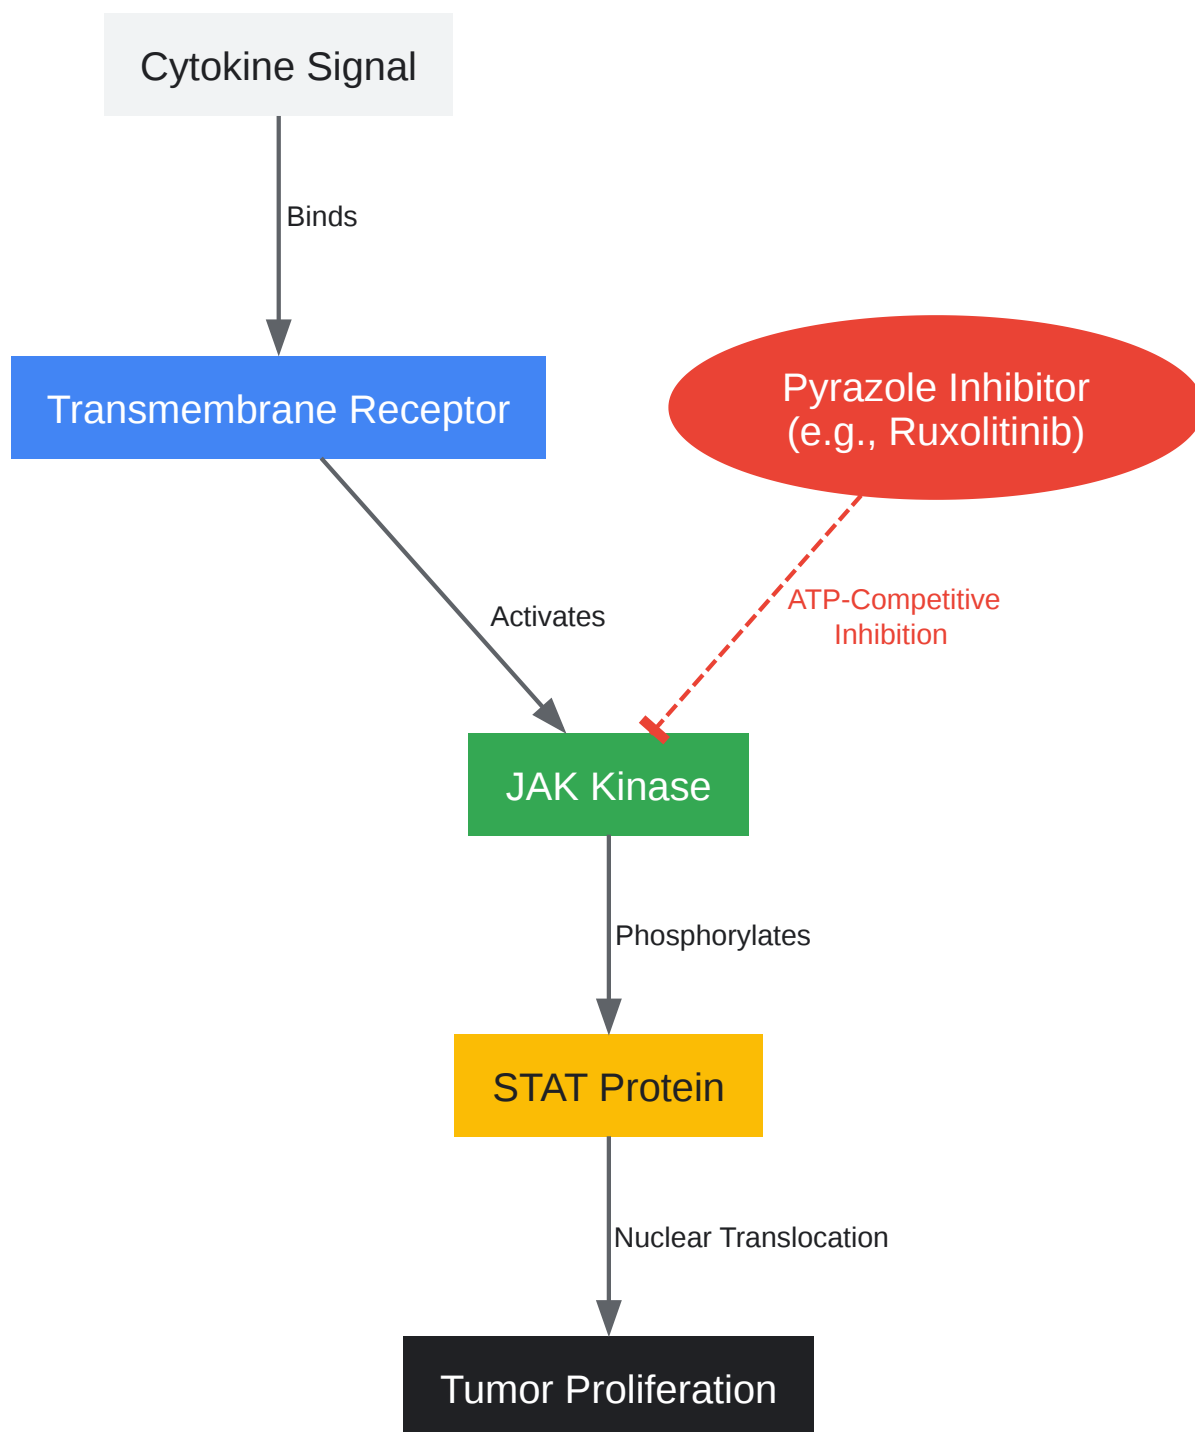 Cytokine Signal
Binds
Transmembrane Receptor
Pyrazole Inhibitor
(e.g., Ruxolitinib)
ATP-Competitive
Inhibition
Activates
JAK Kinase
Phosphorylates
STAT Protein
Nuclear Translocation
Tumor Proliferation